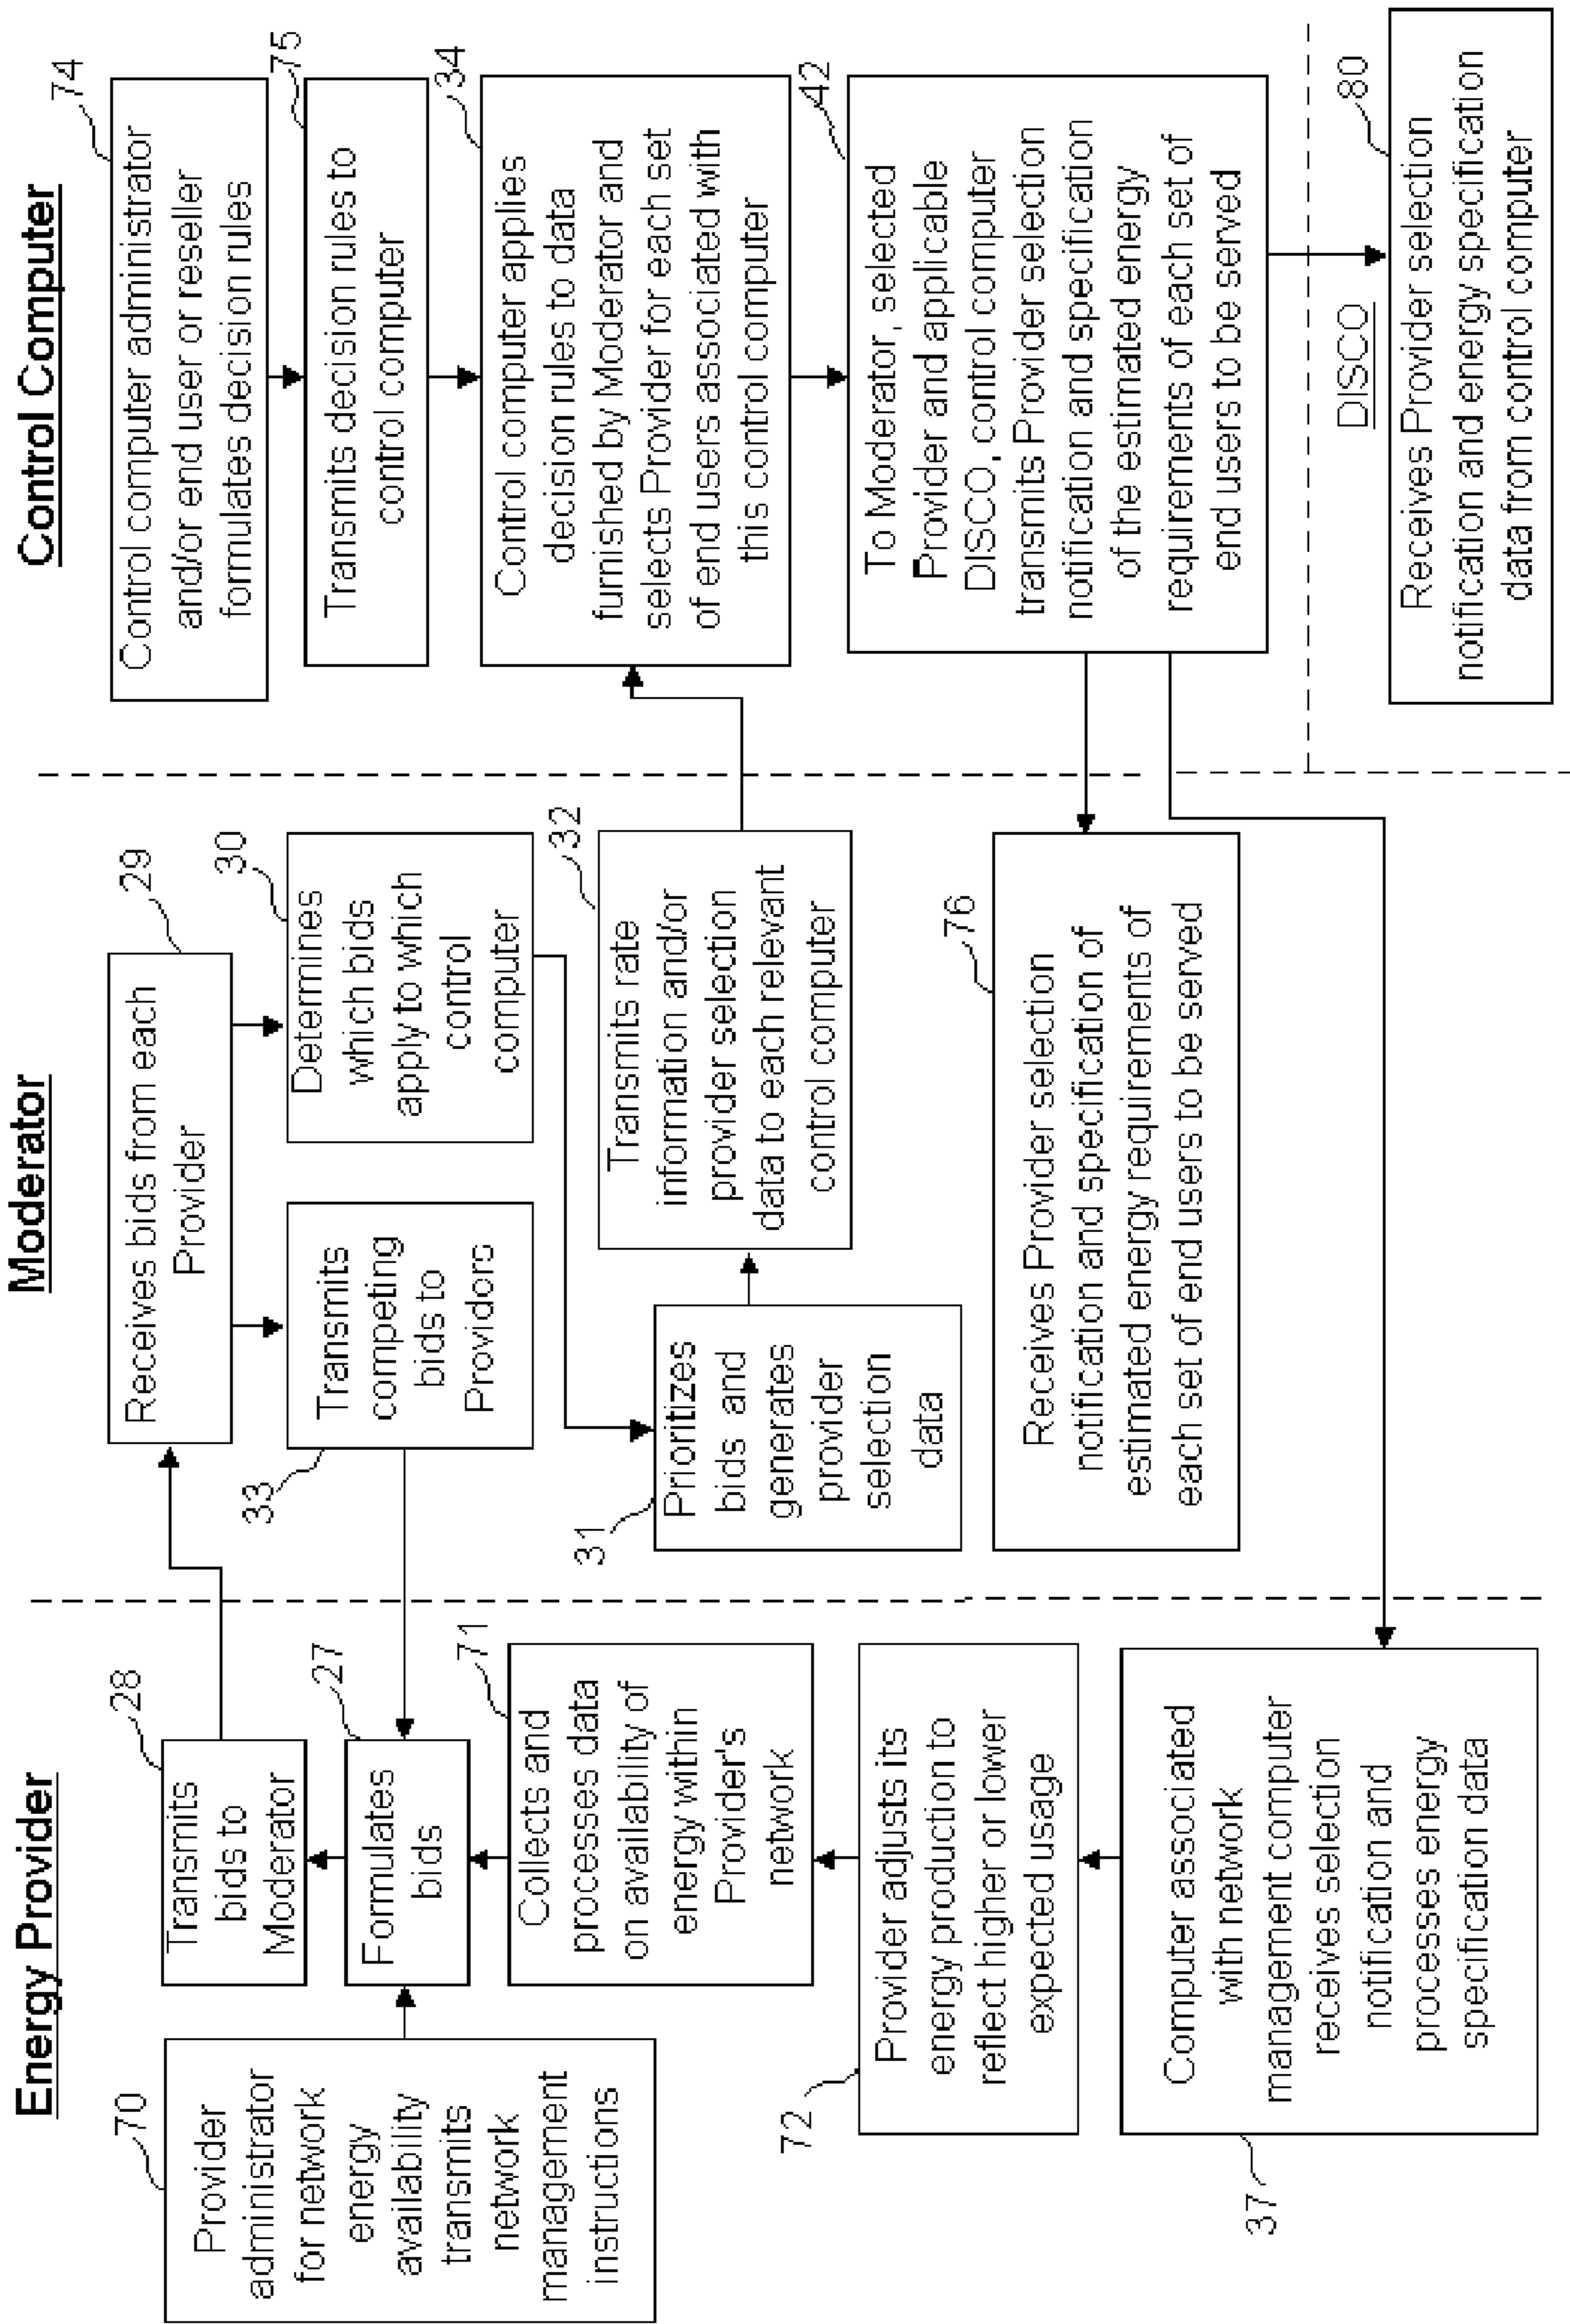 Energy Provider
70
Provider
administrator
for network
energy
availability
transmits
network
management
instructions
28
Transmits
bids to
Moderator
27
Formulates
bids
71
Collects and
processes data
on availability of
energy within
Provider's
network
72
Provider adjusts its
energy production to
reflect higher or lower
expected usage
37
Computer associated
with network
management computer
receives selection
notification and
processes energy
specification data
Moderator
29
Receives bids from each
Provider
33
Transmits
competing
bids to
Providors
30
Determines
which bids
apply to which
control
computer
31
Prioritizes
bids and
generates
provider
selection
data
32
Transmits rate
information and/or
provider selection
data to each relevant
control computer
76
Receives Provider selection
notification and specification of
estimated energy requirements of
each set of end users to be served
Control Computer
74
Control computer administrator
and/or end user or reseller
formulates decision rules
75
Transmits decision rules to
control computer
34
Control computer applies
decision rules to data
furnished by Moderator and
selects Provider for each set
of end users associated with
this control computer
42
To Moderator, selected
Provider and applicable
DISCO, control computer
transmits Provider selection
notification and specification
of the estimated energy
requirements of each set of
end users to be served
DISCO
80
Receives Provider selection
notification and energy specification
data from control computer